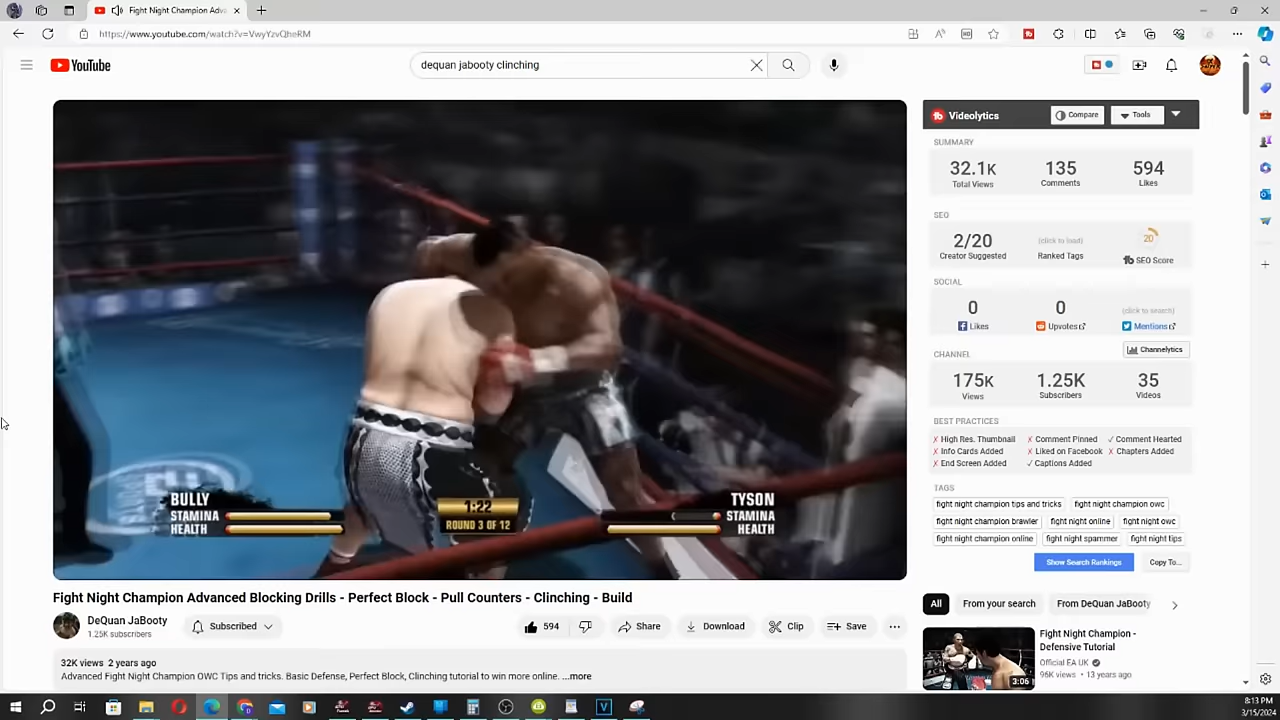 Fight Night Champion Adv
https://www.youtube.com/watch?v=VwyYzvQheRM
YouTube
dequan jabooty clinching
BULLY
STAMINA
HEALTH
1:22
ROUND 3 OF 12
TYSON
STAMINA
HEALTH
Fight Night Champion Advanced Blocking Drills - Perfect Block - Pull Counters - Clinching - Build
DeQuan JaBooty
1.25K subscribers
Subscribed
594
Share
Download
Clip
Save
32K views 2 years ago
Advanced Fight Night Champion OWC Tips and tricks. Basic Defense, Perfect Block, Clinching tutorial to win more online. ...more
Videolytics
Compare
Tools
SUMMARY
32.1K 135 594
Total Views Comments Likes
SEO
2/20 (click to load) 20
Creator Suggested Ranked Tags SEO Score
SOCIAL
0 0 (click to search)
Likes Upvotes Mentions
CHANNEL
Channelytics
175K 1.25K 35
Views Subscribers Videos
BEST PRACTICES
✗ High Res. Thumbnail ✗ Comment Pinned ✓ Comment Hearted
✗ Info Cards Added ✗ Liked on Facebook ✗ Chapters Added
✗ End Screen Added ✓ Captions Added
TAGS
fight night champion tips and tricks fight night champion owc
fight night champion brawler fight night online fight night owc
fight night champion online fight night spammer fight night tips
Show Search Rankings Copy To...
All From your search From DeQuan JaBooty
Fight Night Champion -
Defensive Tutorial
Official EA UK
96K views • 13 years ago
3:06
8:13 PM
3/15/2024